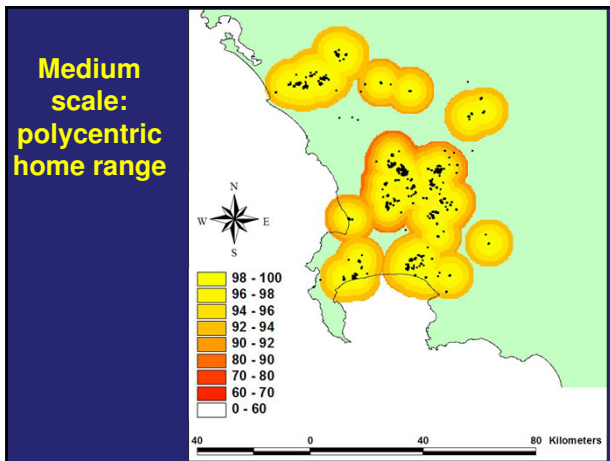 Medium
scale:
polycentric
home range
N
W E
S
98 - 100
96 - 98
94 - 96
92 - 94
90 - 92
80 - 90
70 - 80
60 - 70
0 - 60
40 0 40 80 Kilometers